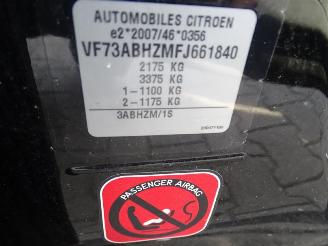 AUTOMOBILES CITROEN
e2*2007/46*0356
VF73ABHZMFJ661840
2175 KG
3375 KG
1-1100 KG
2-1175 KG
3ABHZM/1S
PASSENGER AIRBAG